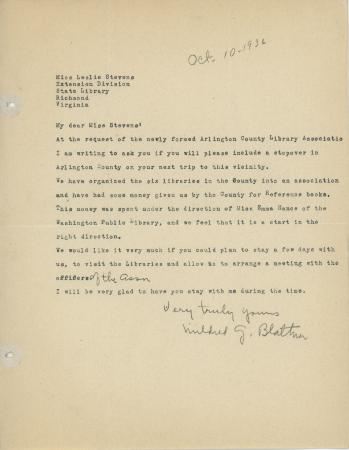 Oct. 10-1936
Miss Leslie Stevens
Extension Division
State Library
Richmond
Virginia
My dear Miss Stevens:
At the request of the newly formed Arlington County Library Associatio
I am writing to ask you if you will please include a stopover in
Arlington County on your next trip to this vicinity.
We have organized the six libraries in the County into an association
and have had some money given us by the County for Reference books.
This money was spent under the direction of Miss Emma Hance of the
Washington Public Library, and we feel that it is a start in the
right direction.
We would like it very much if you could plan to stay a few days with
us, to visit the Libraries and allow us to arrange a meeting with the
officers of the Assn
I will be very glad to have you stay with me during the time.
Very truly yours
Mildred G. Blattner